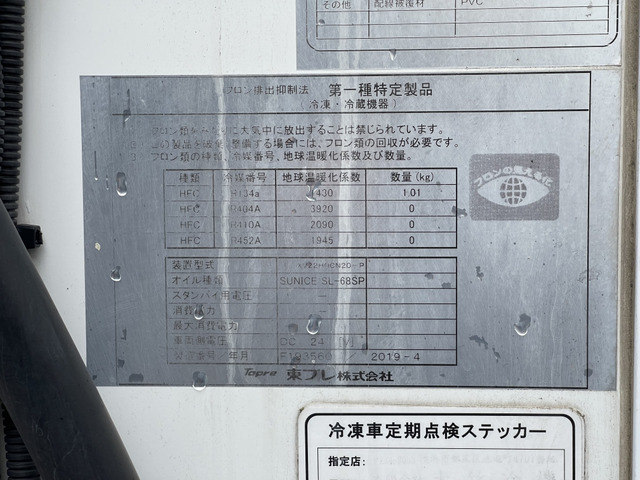 その他 配線被覆材 PVC
フロン排出抑制法 第一種特定製品
(冷凍・冷蔵機器)
フロン類をみだりに大気中に放出することは禁じられています。
この製品を廃棄・整備する場合には、フロン類の回収が必要です。
フロン類の種類、冷媒番号、地球温暖化係数及び数量。
種類 冷媒番号 地球温暖化係数 数量(kg)
HFC R134a 1430 1.01
HFC R404A 3920 0
HFC R410A 2090 0
HFC R452A 1945 0
フロンの見える化
装置型式
オイル種類 SUNICE SL-68SP
スタンバイ用電圧 －
消費電力 －
最大消費電力 －
車両側電圧 DC 24 [V]
製造番号/年月 / 2019-4
Topre 東プレ株式会社
冷凍車定期点検ステッカー
指定店: